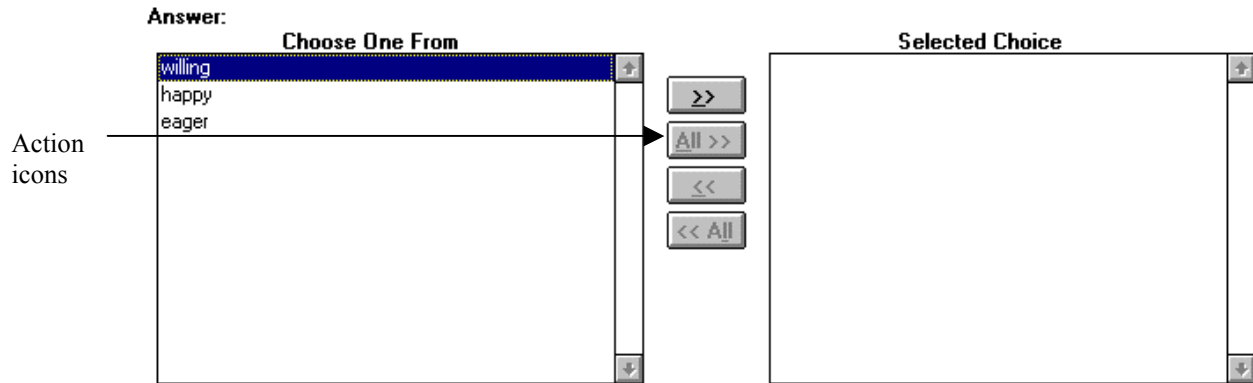 Answer:
Choose One From
Selected Choice
willing
happy
eager
Action
icons
>>
All >>
<<
<< All